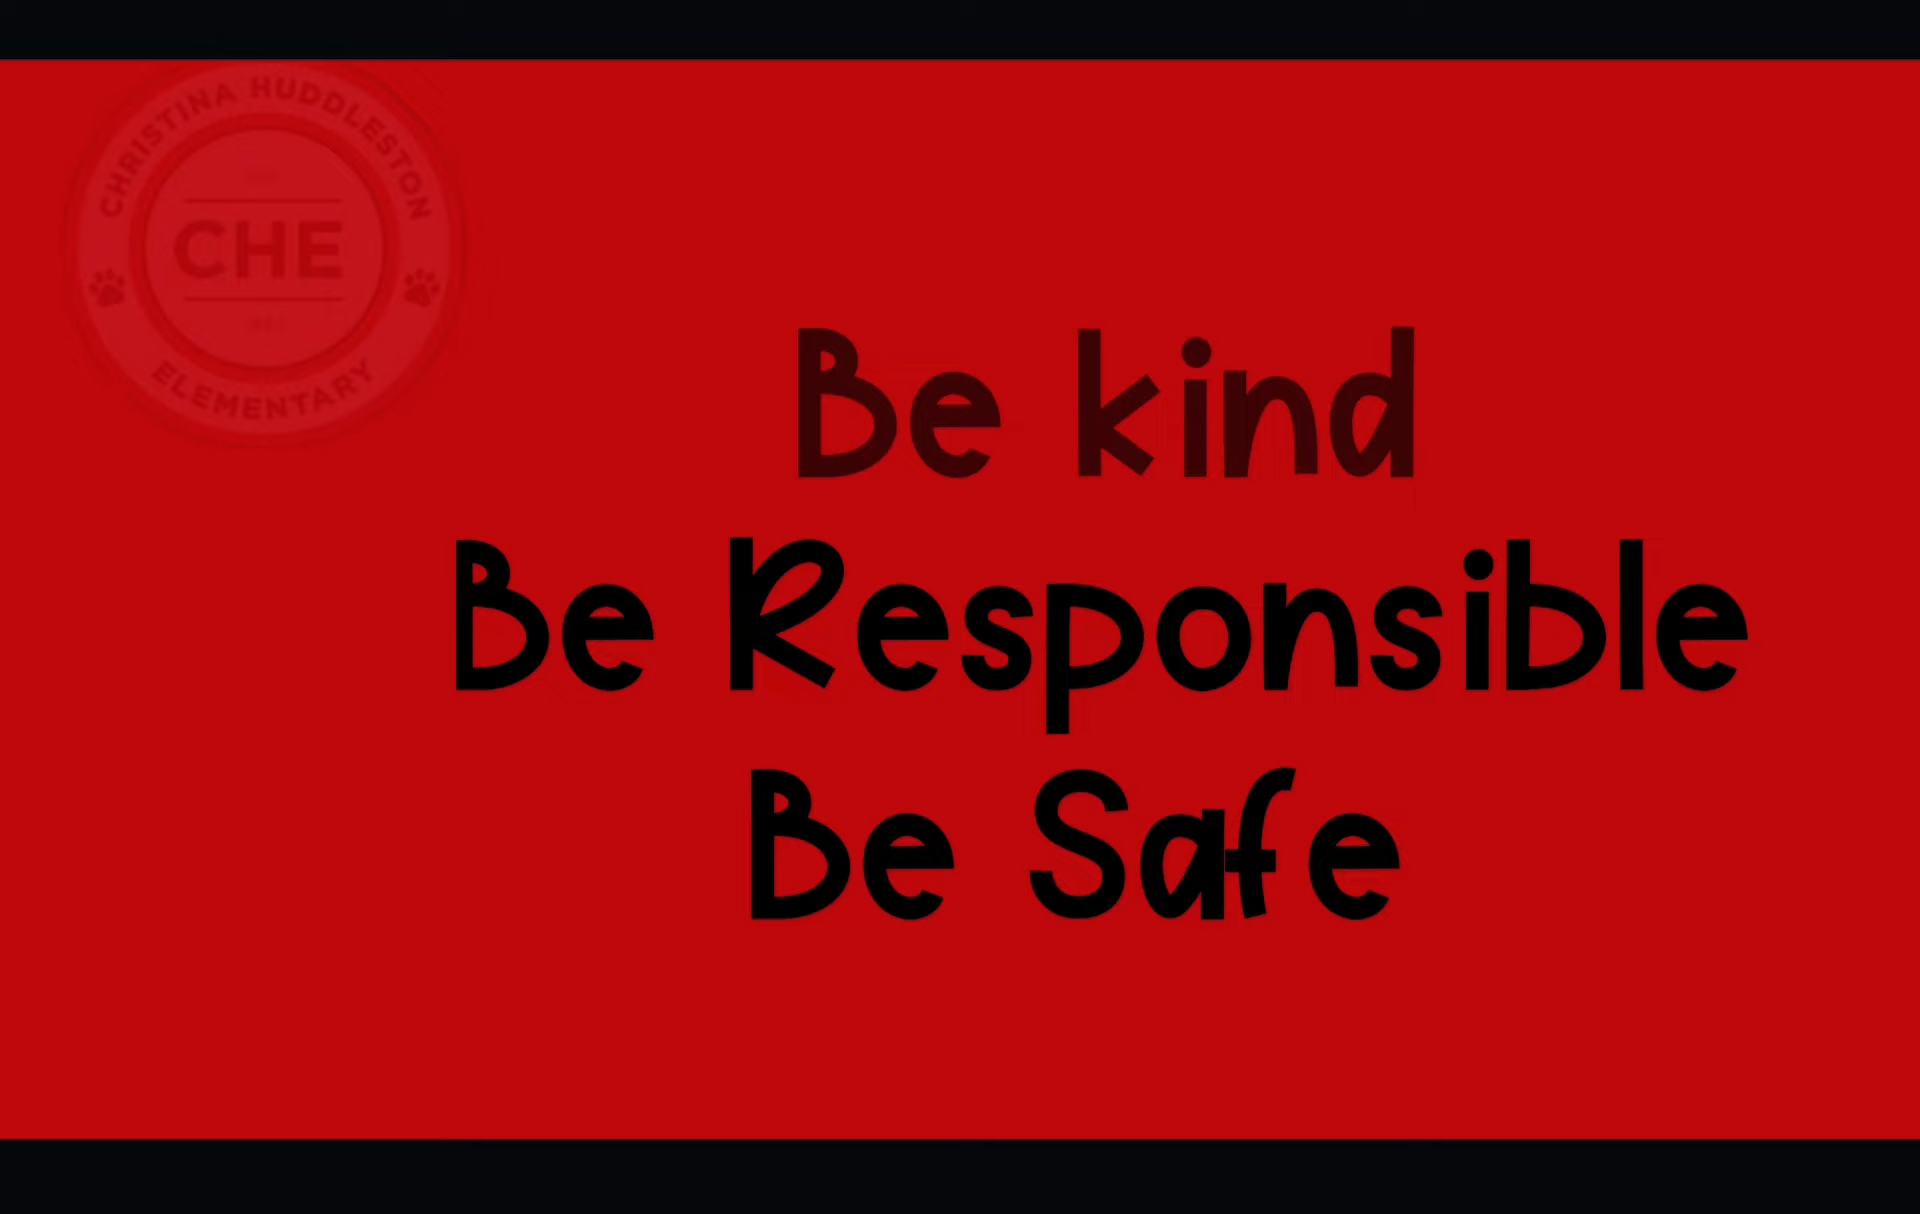 CHRISTINA HUDDLESTON
CHE
ELEMENTARY
Be kind
Be Responsible
Be Safe